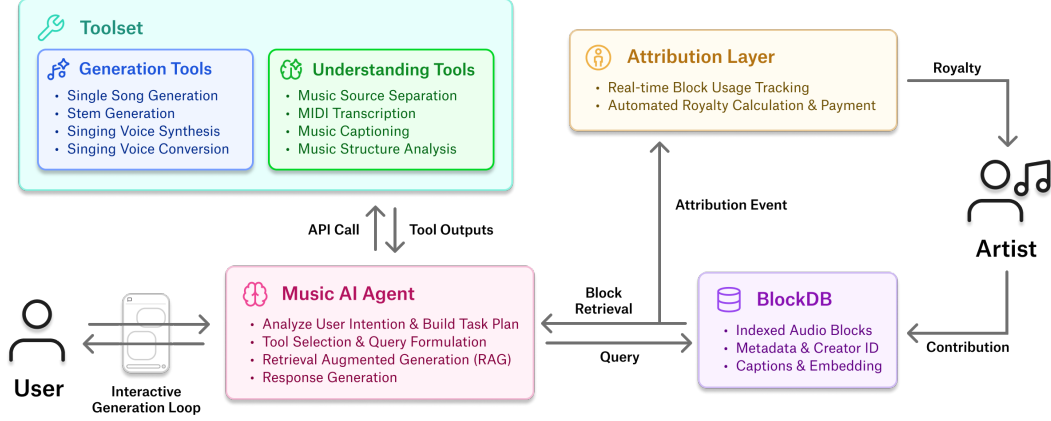 Toolset
Generation Tools
• Single Song Generation
• Stem Generation
• Singing Voice Synthesis
• Singing Voice Conversion
Understanding Tools
• Music Source Separation
• MIDI Transcription
• Music Captioning
• Music Structure Analysis
Attribution Layer
• Real-time Block Usage Tracking
• Automated Royalty Calculation & Payment
Royalty
API Call
Tool Outputs
Attribution Event
Artist
Music AI Agent
• Analyze User Intention & Build Task Plan
• Tool Selection & Query Formulation
• Retrieval Augmented Generation (RAG)
• Response Generation
Block
Retrieval
Query
BlockDB
• Indexed Audio Blocks
• Metadata & Creator ID
• Captions & Embedding
Contribution
User
Interactive
Generation Loop